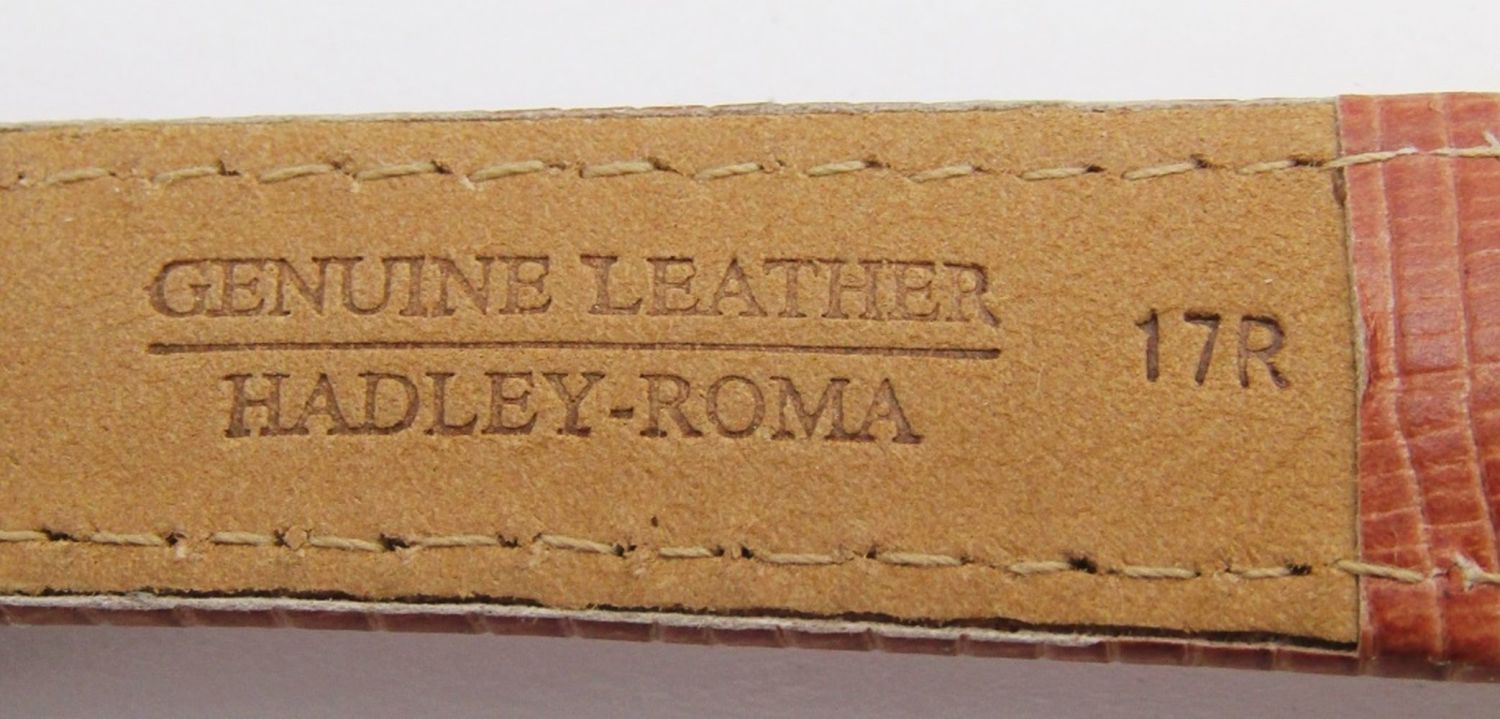 GENUINE LEATHER
HADLEY-ROMA
17R